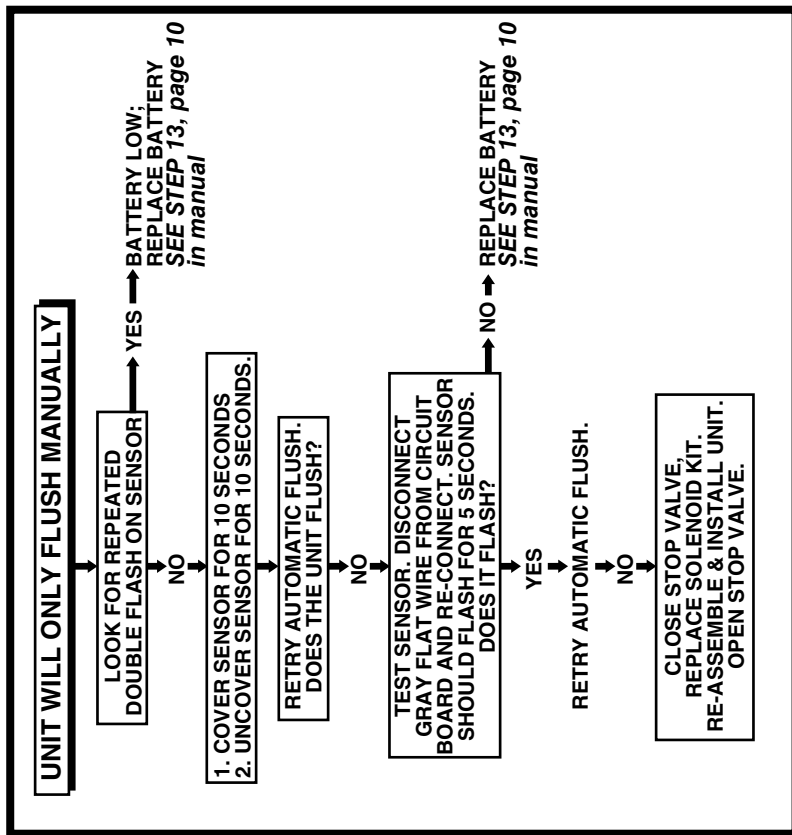 UNIT WILL ONLY FLUSH MANUALLY
LOOK FOR REPEATED
DOUBLE FLASH ON SENSOR
YES
BATTERY LOW;
REPLACE BATTERY
SEE STEP 13, page 10
in manual
NO
1. COVER SENSOR FOR 10 SECONDS
2. UNCOVER SENSOR FOR 10 SECONDS.
RETRY AUTOMATIC FLUSH.
DOES THE UNIT FLUSH?
NO
TEST SENSOR. DISCONNECT
GRAY FLAT WIRE FROM CIRCUIT
BOARD AND RE-CONNECT. SENSOR
SHOULD FLASH FOR 5 SECONDS.
DOES IT FLASH?
NO
REPLACE BATTERY
SEE STEP 13, page 10
in manual
YES
RETRY AUTOMATIC FLUSH.
NO
CLOSE STOP VALVE,
REPLACE SOLENOID KIT.
RE-ASSEMBLE & INSTALL UNIT.
OPEN STOP VALVE.